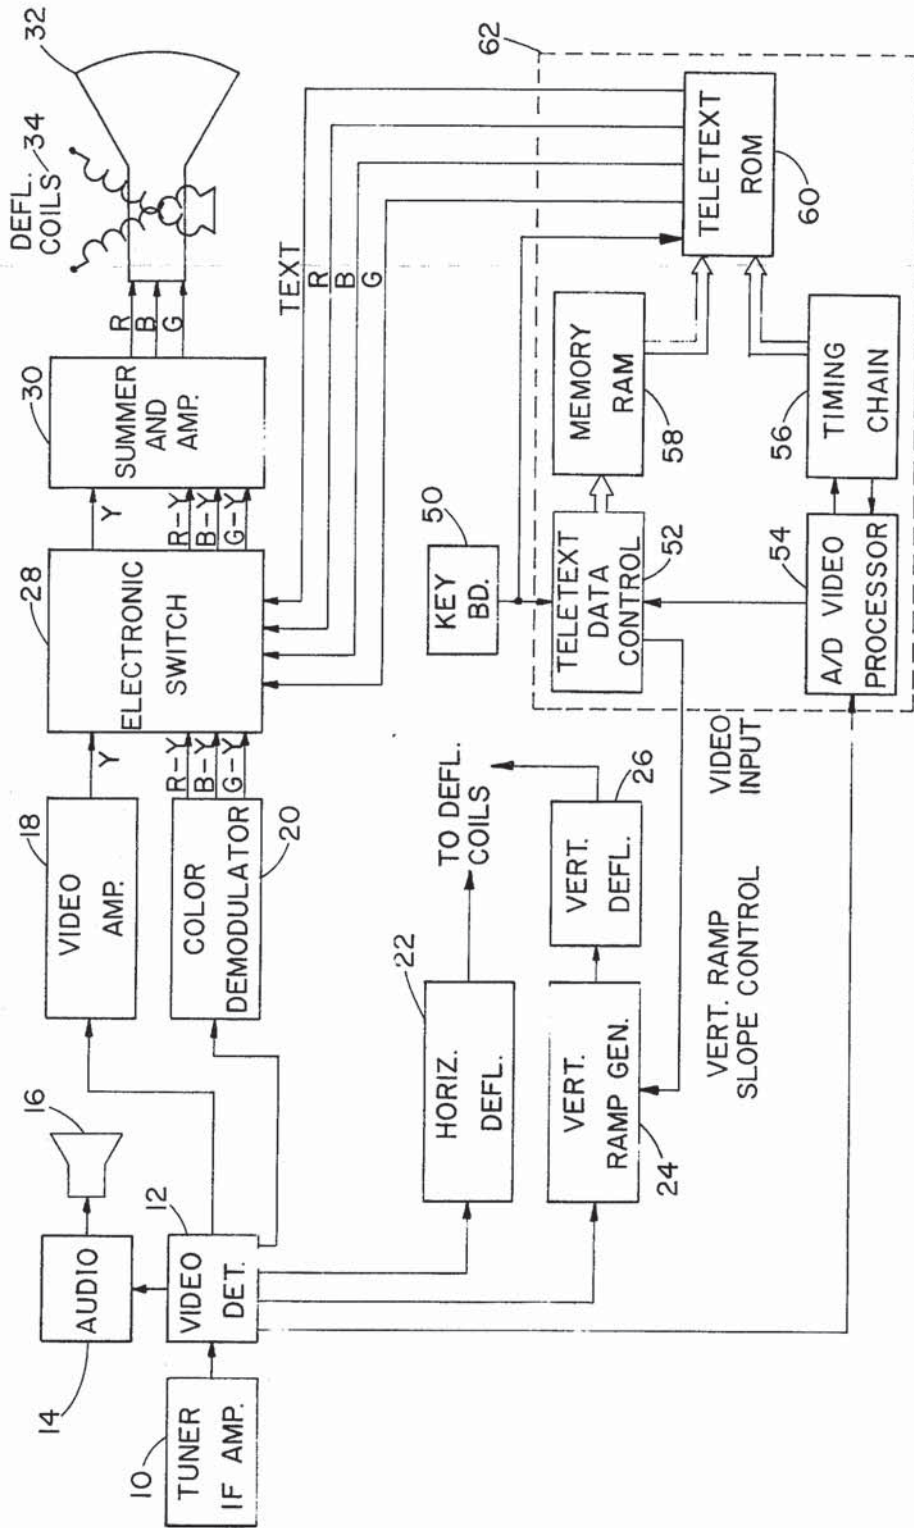 10
TUNER
IF AMP.
14
AUDIO
16
12
VIDEO
DET.
18
VIDEO
AMP.
COLOR
DEMODULATOR
20
Y
R-Y
B-Y
G-Y
28
ELECTRONIC
SWITCH
Y
R-Y
B-Y
G-Y
30
SUMMER
AND
AMP.
R
B
G
DEFL.
COILS
34
32
TEXT
R
B
G
22
HORIZ.
DEFL.
TO DEFL.
COILS
VERT.
RAMP GEN.
24
VERT.
DEFL.
26
VERT. RAMP
SLOPE CONTROL
VIDEO
INPUT
50
KEY
BD.
62
TELETEXT
DATA
CONTROL
52
MEMORY
RAM
58
TELETEXT
ROM
60
54
A/D VIDEO
PROCESSOR
56
TIMING
CHAIN